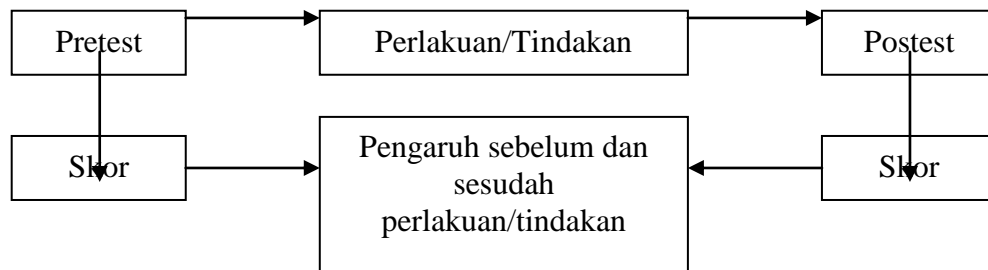 Pretest
Perlakuan/Tindakan
Postest
Skor
Pengaruh sebelum dan
sesudah
perlakuan/tindakan
Skor